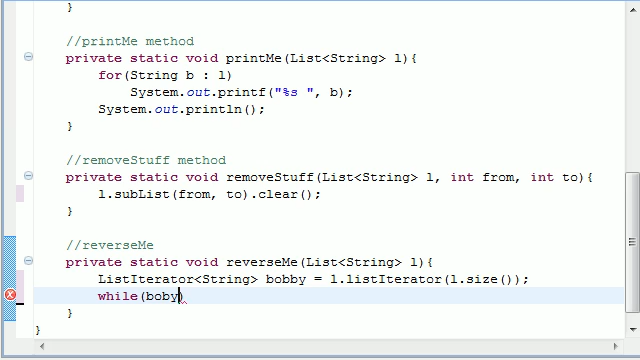 }
//printMe method
private static void printMe(List<String> l){
for(String b : l)
System.out.printf("%s ", b);
System.out.println();
}
//removeStuff method
private static void removeStuff(List<String> l, int from, int to){
l.subList(from, to).clear();
}
//reverseMe
private static void reverseMe(List<String> l){
ListIterator<String> bobby = l.listIterator(l.size());
while(boby)
}
}